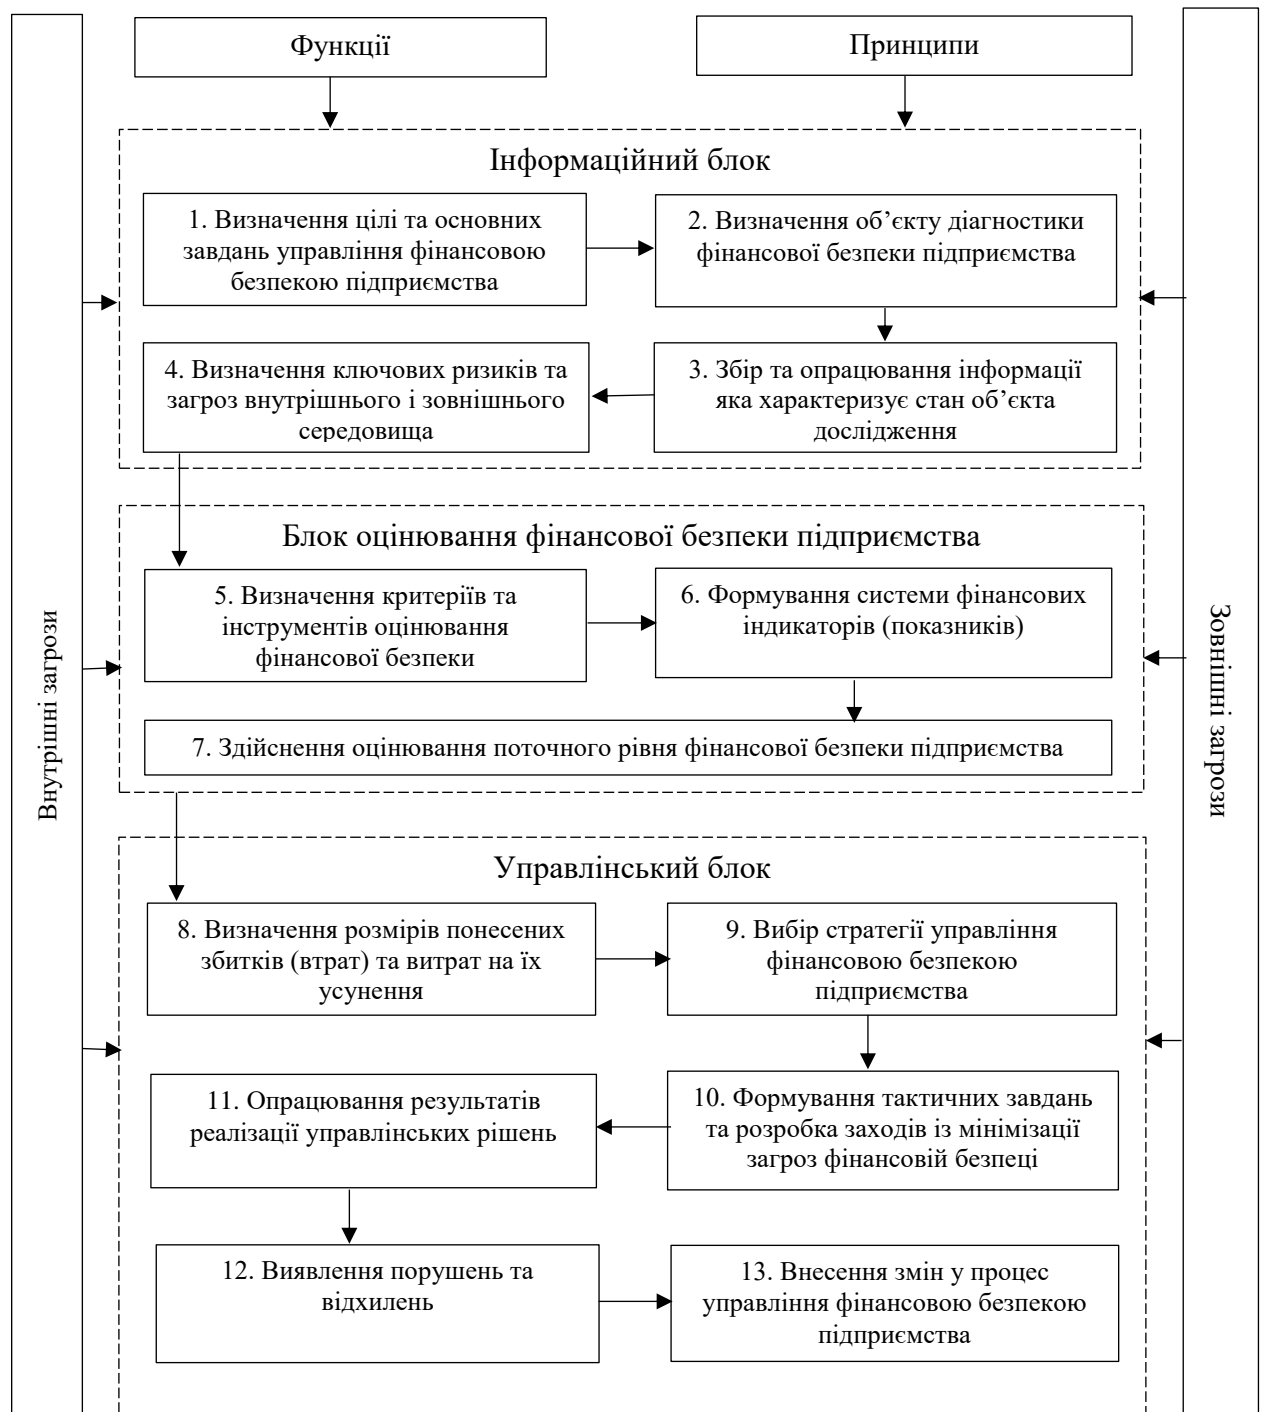 Функції
Принципи
Інформаційний блок
1. Визначення цілі та основних
завдань управління фінансовою
безпекою підприємства
2. Визначення об’єкту діагностики
фінансової безпеки підприємства
3. Збір та опрацювання інформації
яка характеризує стан об’єкта
дослідження
4. Визначення ключових ризиків та
загроз внутрішнього і зовнішнього
середовища
Блок оцінювання фінансової безпеки підприємства
5. Визначення критеріїв та
інструментів оцінювання
фінансової безпеки
6. Формування системи фінансових
індикаторів (показників)
7. Здійснення оцінювання поточного рівня фінансової безпеки підприємства
Управлінський блок
8. Визначення розмірів понесених
збитків (втрат) та витрат на їх
усунення
9. Вибір стратегії управління
фінансовою безпекою
підприємства
10. Формування тактичних завдань
та розробка заходів із мінімізації
загроз фінансовій безпеці
11. Опрацювання результатів
реалізації управлінських рішень
12. Виявлення порушень та
відхилень
13. Внесення змін у процес
управління фінансовою безпекою
підприємства
Внутрішні загрози
Зовнішні загрози